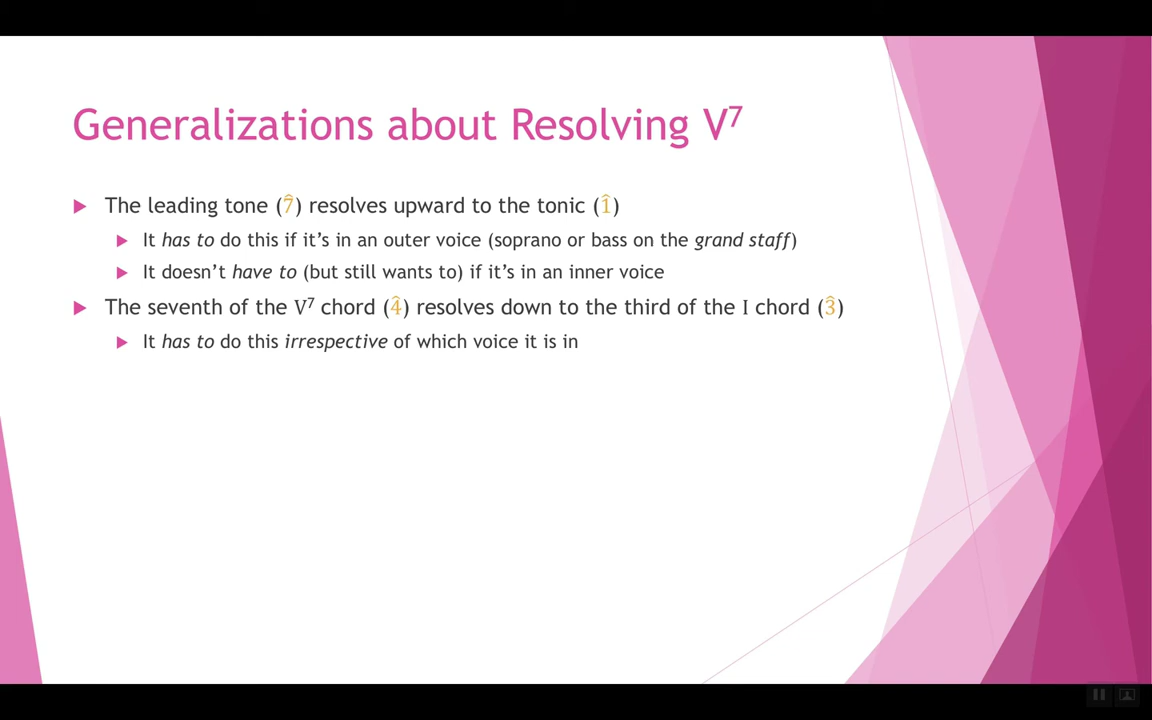 Generalizations about Resolving V⁷
The leading tone (7̂) resolves upward to the tonic (1̂)
It has to do this if it’s in an outer voice (soprano or bass on the grand staff)
It doesn’t have to (but still wants to) if it’s in an inner voice
The seventh of the V⁷ chord (4̂) resolves down to the third of the I chord (3̂)
It has to do this irrespective of which voice it is in